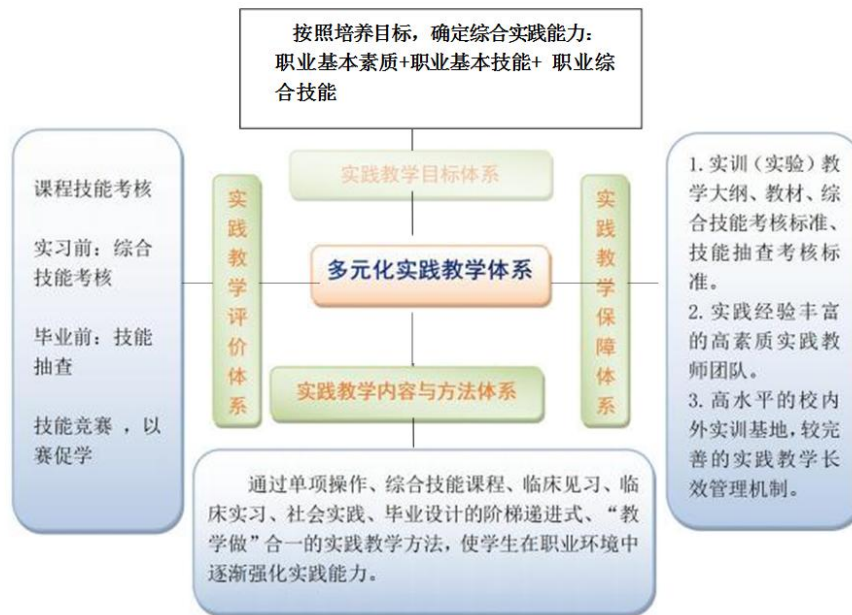 按照培养目标，确定综合实践能力：
职业基本素质+职业基本技能+ 职业综
合技能
课程技能考核
实习前：综合
技能考核
毕业前：技能
抽查
技能竞赛 ，以
赛促学
实践教学评价体系
实践教学目标体系
多元化实践教学体系
实践教学内容与方法体系
实践教学保障体系
1. 实训（实验）教
学大纲、教材、综
合技能考核标准、
技能抽查考核标
准。
2. 实践经验丰富
的高素质实践教
师团队。
3. 高水平的校内
外实训基地,较完
善的实践教学长
效管理机制。
通过单项操作、综合技能课程、临床见习、临
床实习、社会实践、毕业设计的阶梯递进式、“教
学做”合一的实践教学方法, 使学生在职业环境中
逐渐强化实践能力。